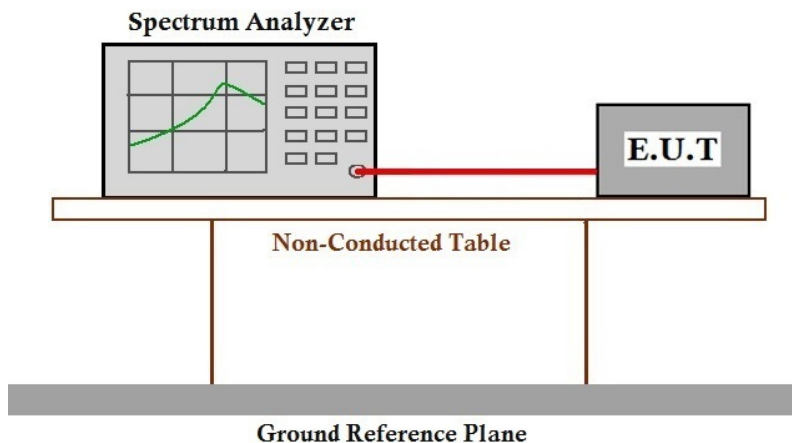 Spectrum Analyzer
E.U.T
Non-Conducted Table
Ground Reference Plane